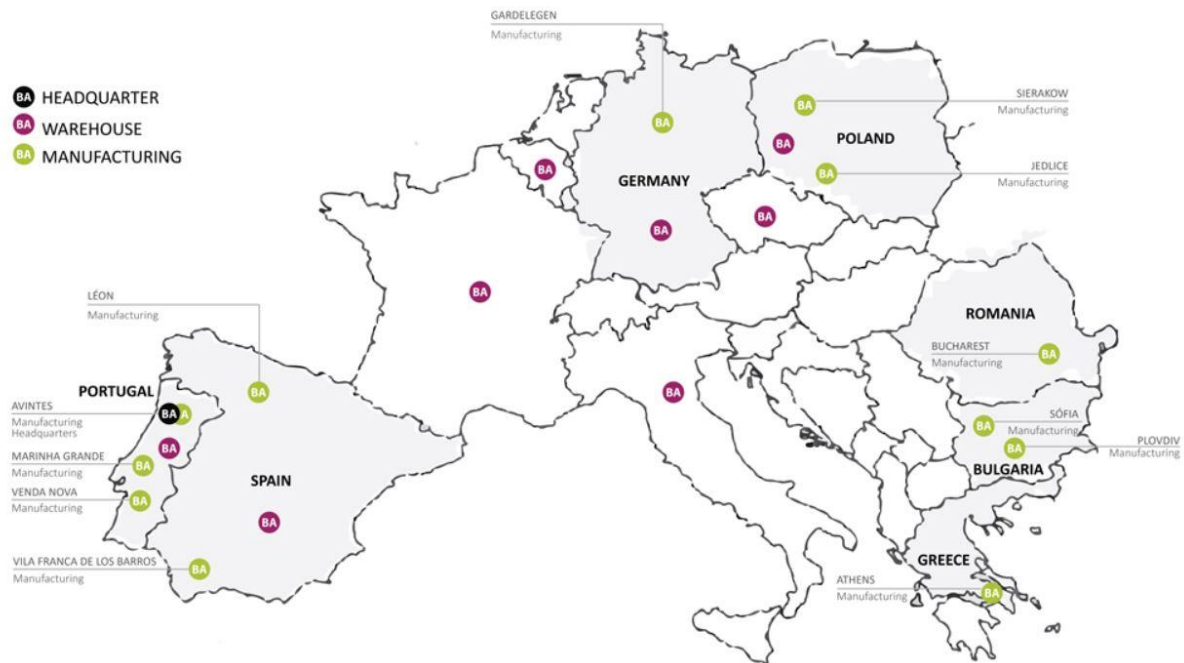 GARDELEGEN
Manufacturing
BA HEADQUARTER
BA WAREHOUSE
BA MANUFACTURING
SIERAKOW
Manufacturing
BA
BA
POLAND
BA
BA
JEDLICE
Manufacturing
BA
GERMANY
BA
BA
BA
LÉON
Manufacturing
ROMANIA
BUCHAREST
Manufacturing
BA
PORTUGAL
BA
BA
AVINTES
Manufacturing
Headquarters
BA A
SÓFIA
Manufacturing
BA
PLOVDIV
Manufacturing
BA
BA
MARINHA GRANDE
Manufacturing
BA
BULGARIA
SPAIN
VENDA NOVA
Manufacturing
BA
BA
VILA FRANCA DE LOS BARROS
Manufacturing
BA
GREECE
ATHENS
Manufacturing
BA